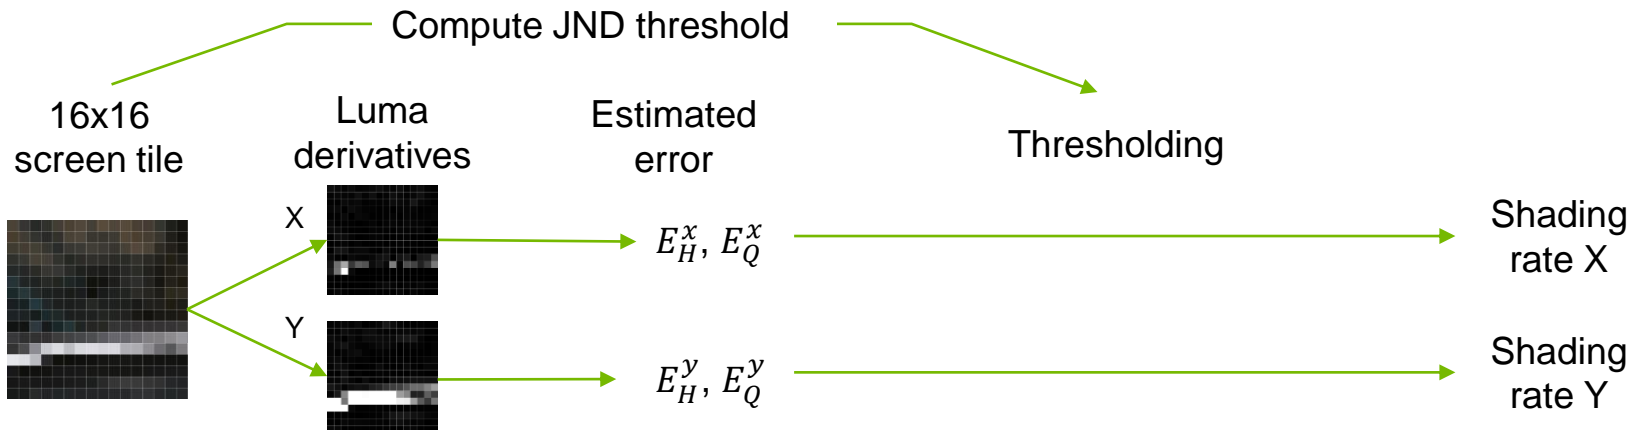 Compute JND threshold
16x16
screen tile
Luma
derivatives
Estimated
error
Thresholding
X
E_H^x, E_Q^x
Shading
rate X
Y
E_H^y, E_Q^y
Shading
rate Y